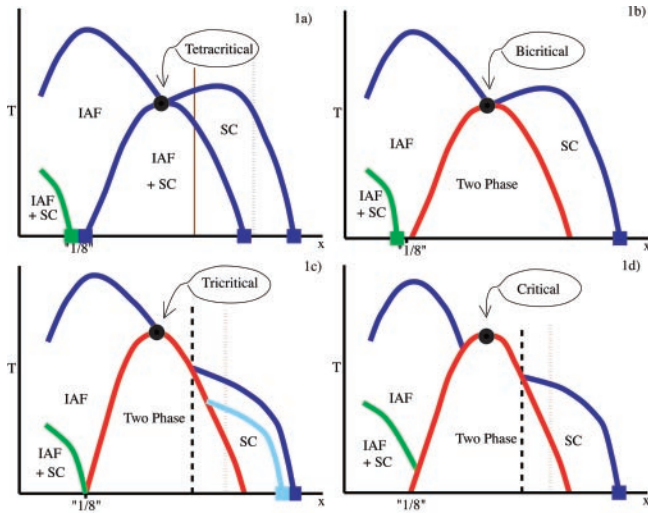 1a)
Tetracritical
T
IAF
SC
IAF
+ SC
IAF
+ SC
"1/8"
x
1b)
Bicritical
T
IAF
SC
Two Phase
IAF
+ SC
"1/8"
x
1c)
Tricritical
T
IAF
Two Phase
IAF
+ SC
SC
"1/8"
x
1d)
Critical
T
IAF
Two Phase
SC
IAF
+ SC
"1/8"
x